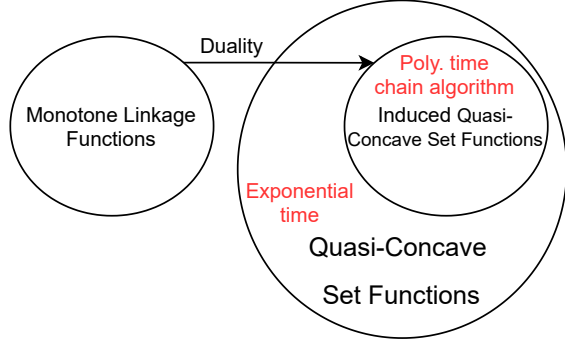 Duality
Monotone Linkage
Functions
Poly. time
chain algorithm
Induced Quasi-
Concave Set Functions
Exponential
time
Quasi-Concave
Set Functions